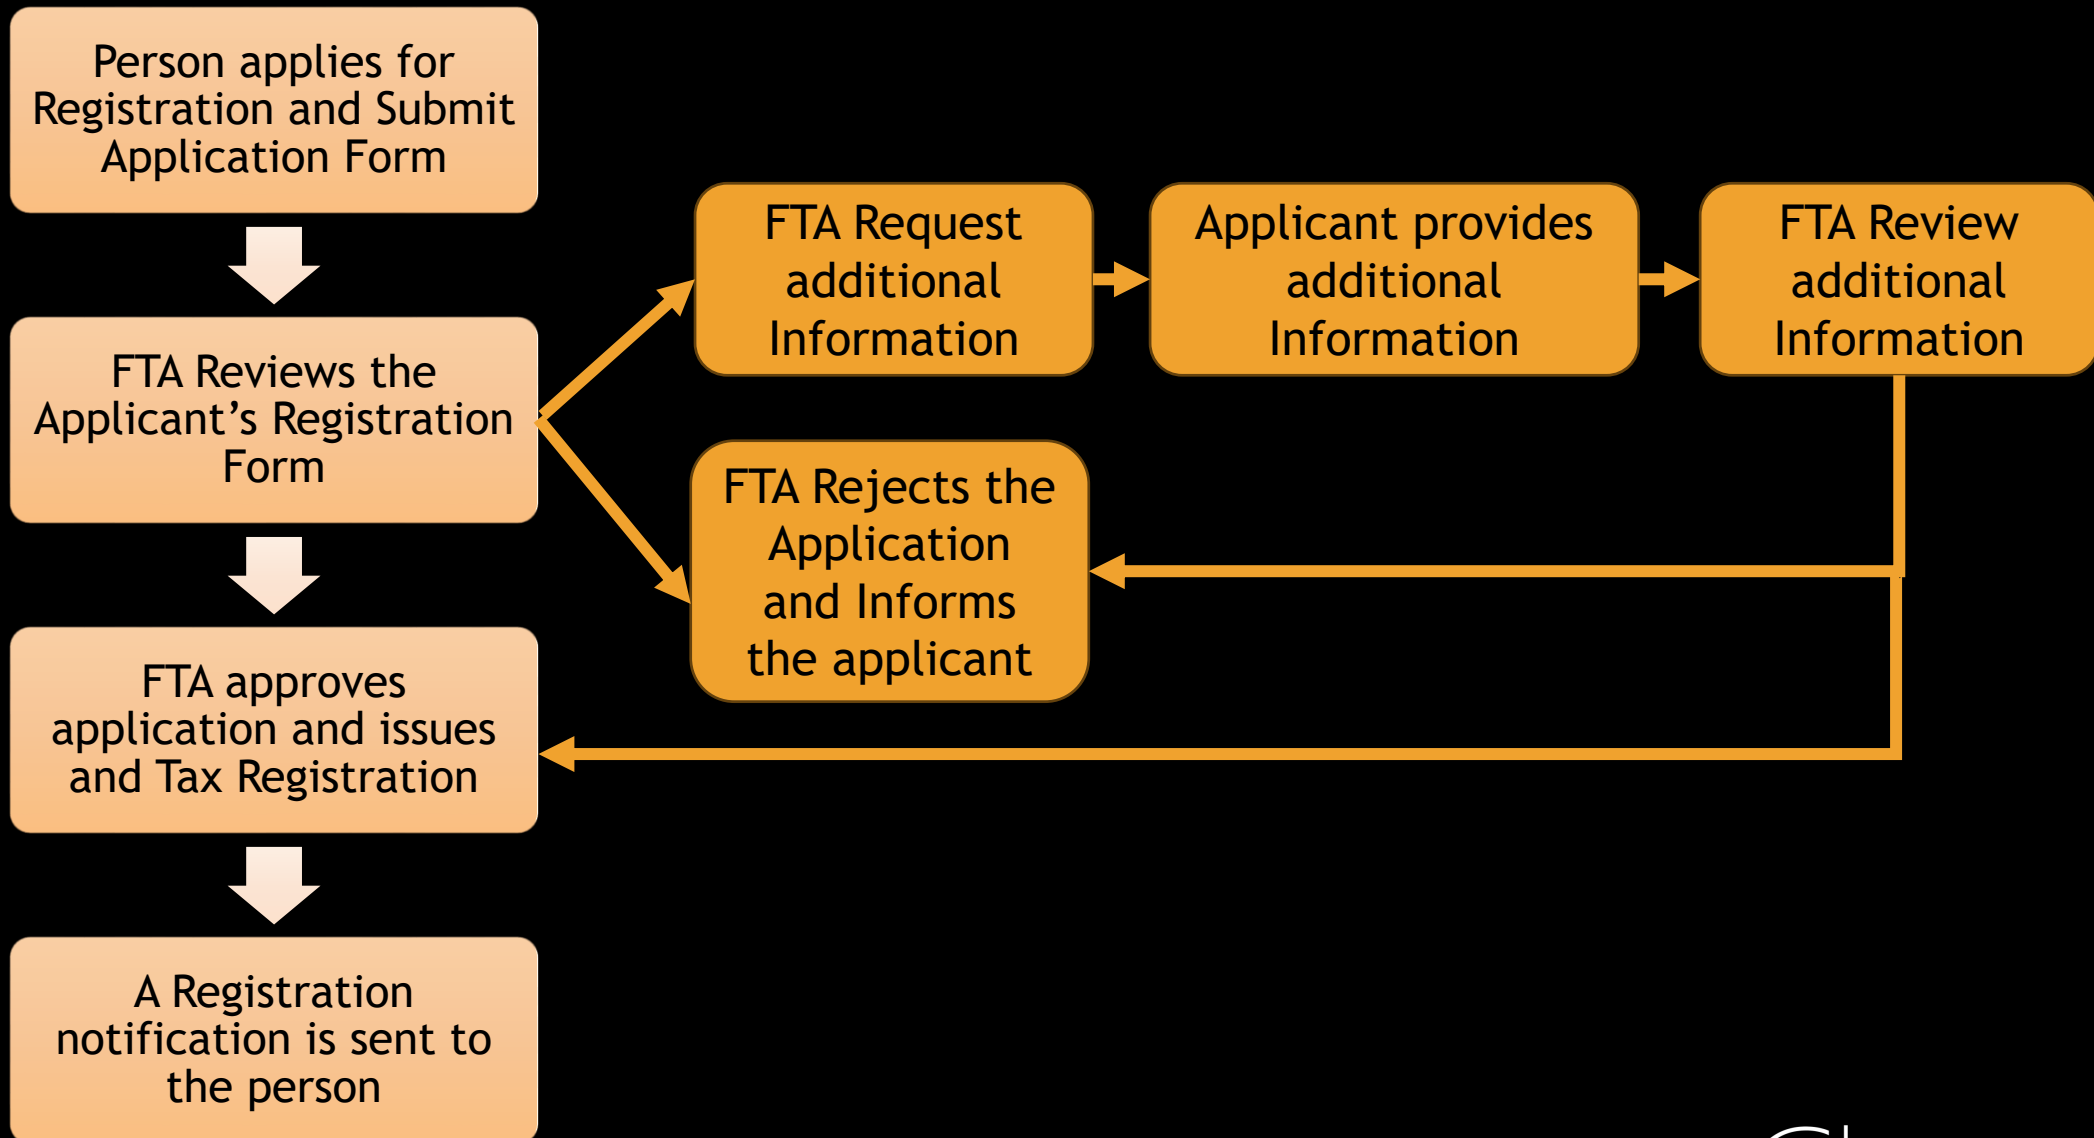 Person applies for
Registration and Submit
Application Form
FTA Reviews the
Applicant’s Registration
Form
FTA approves
application and issues
and Tax Registration
A Registration
notification is sent to
the person
FTA Request
additional
Information
Applicant provides
additional
Information
FTA Review
additional
Information
FTA Rejects the
Application
and Informs
the applicant